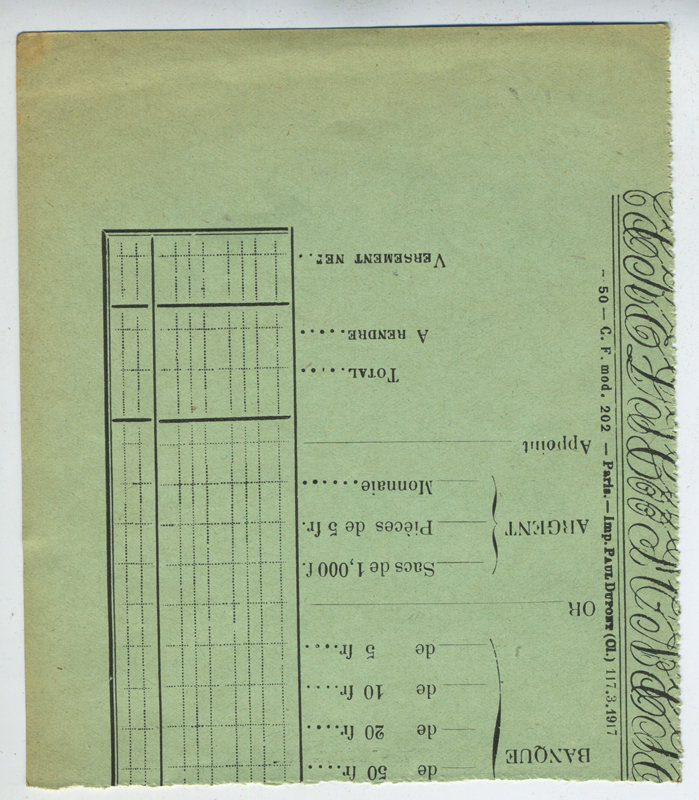 BANQUE
de 50 fr.....
de 20 fr....
de 10 fr....
de 5 fr....
OR
ARGENT
Sacs de 1,000 f.
Pièces de 5 fr.
Monnaie......
Appoint
TOTAL......
A RENDRE.....
VERSEMENT NET..
- 50 — C. F. mod. 202 — Paris. — Imp. PAUL DUPONT (Cl.) 117.3.1917